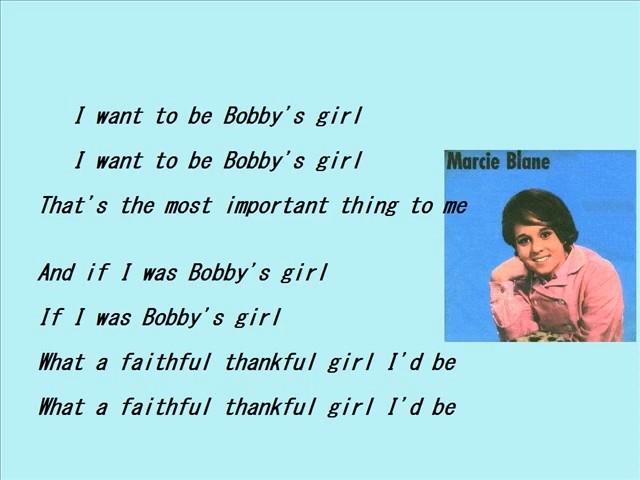 I want to be Bobby's girl
I want to be Bobby's girl
Marcie Blane
That's the most important thing to me
And if I was Bobby's girl
If I was Bobby's girl
What a faithful thankful girl I'd be
What a faithful thankful girl I'd be